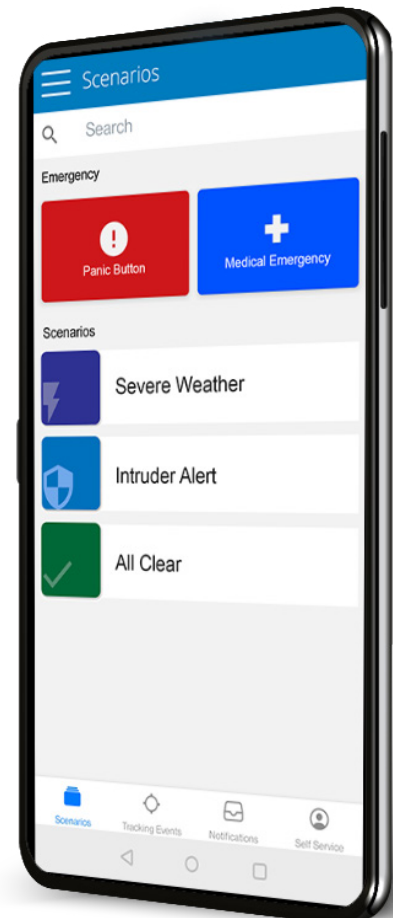 Scenarios
Search
Emergency
Panic Button
Medical Emergency
Scenarios
Severe Weather
Intruder Alert
All Clear
Scenarios
Tracking Events
Notifications
Self Service